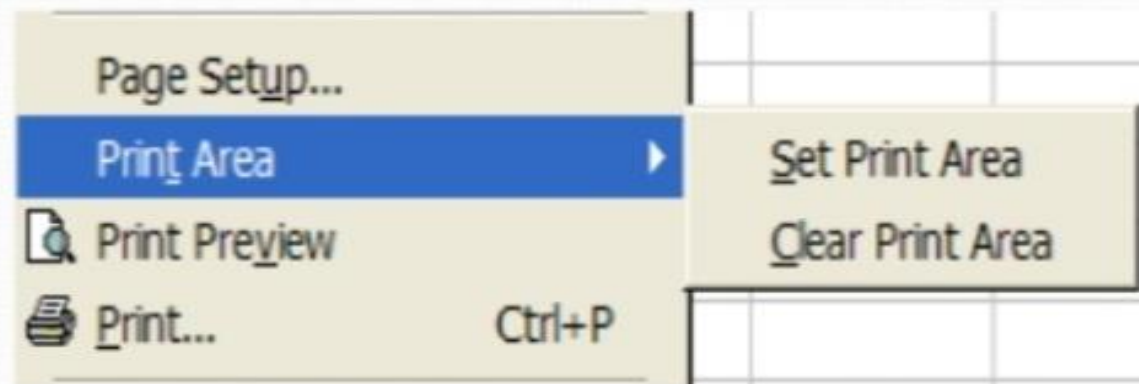 Page Setup...
Print Area
Set Print Area
Clear Print Area
Print Preview
Print... Ctrl+P